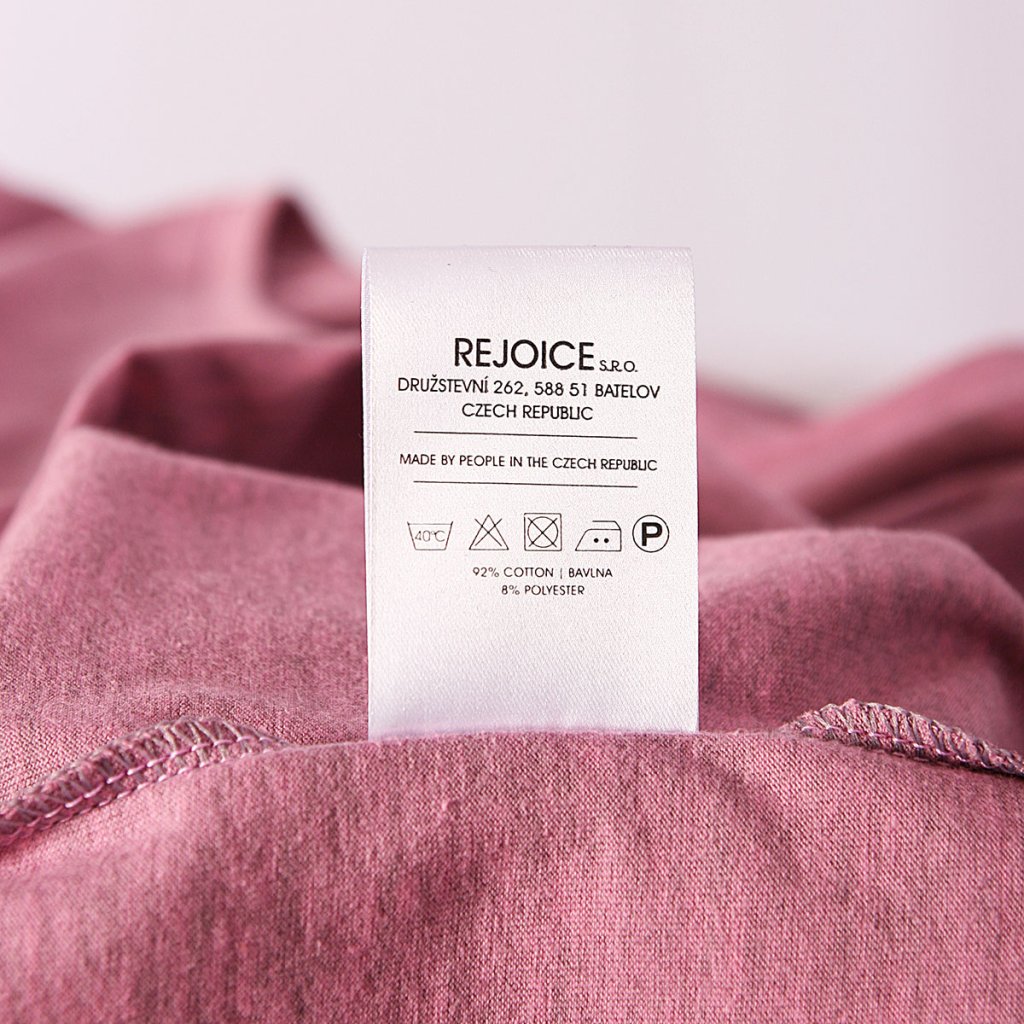 REJOICE S.R.O.
DRUŽSTEVNÍ 262, 588 51 BATELOV
CZECH REPUBLIC
MADE BY PEOPLE IN THE CZECH REPUBLIC
40°C P
92% COTTON | BAVLNA
8% POLYESTER